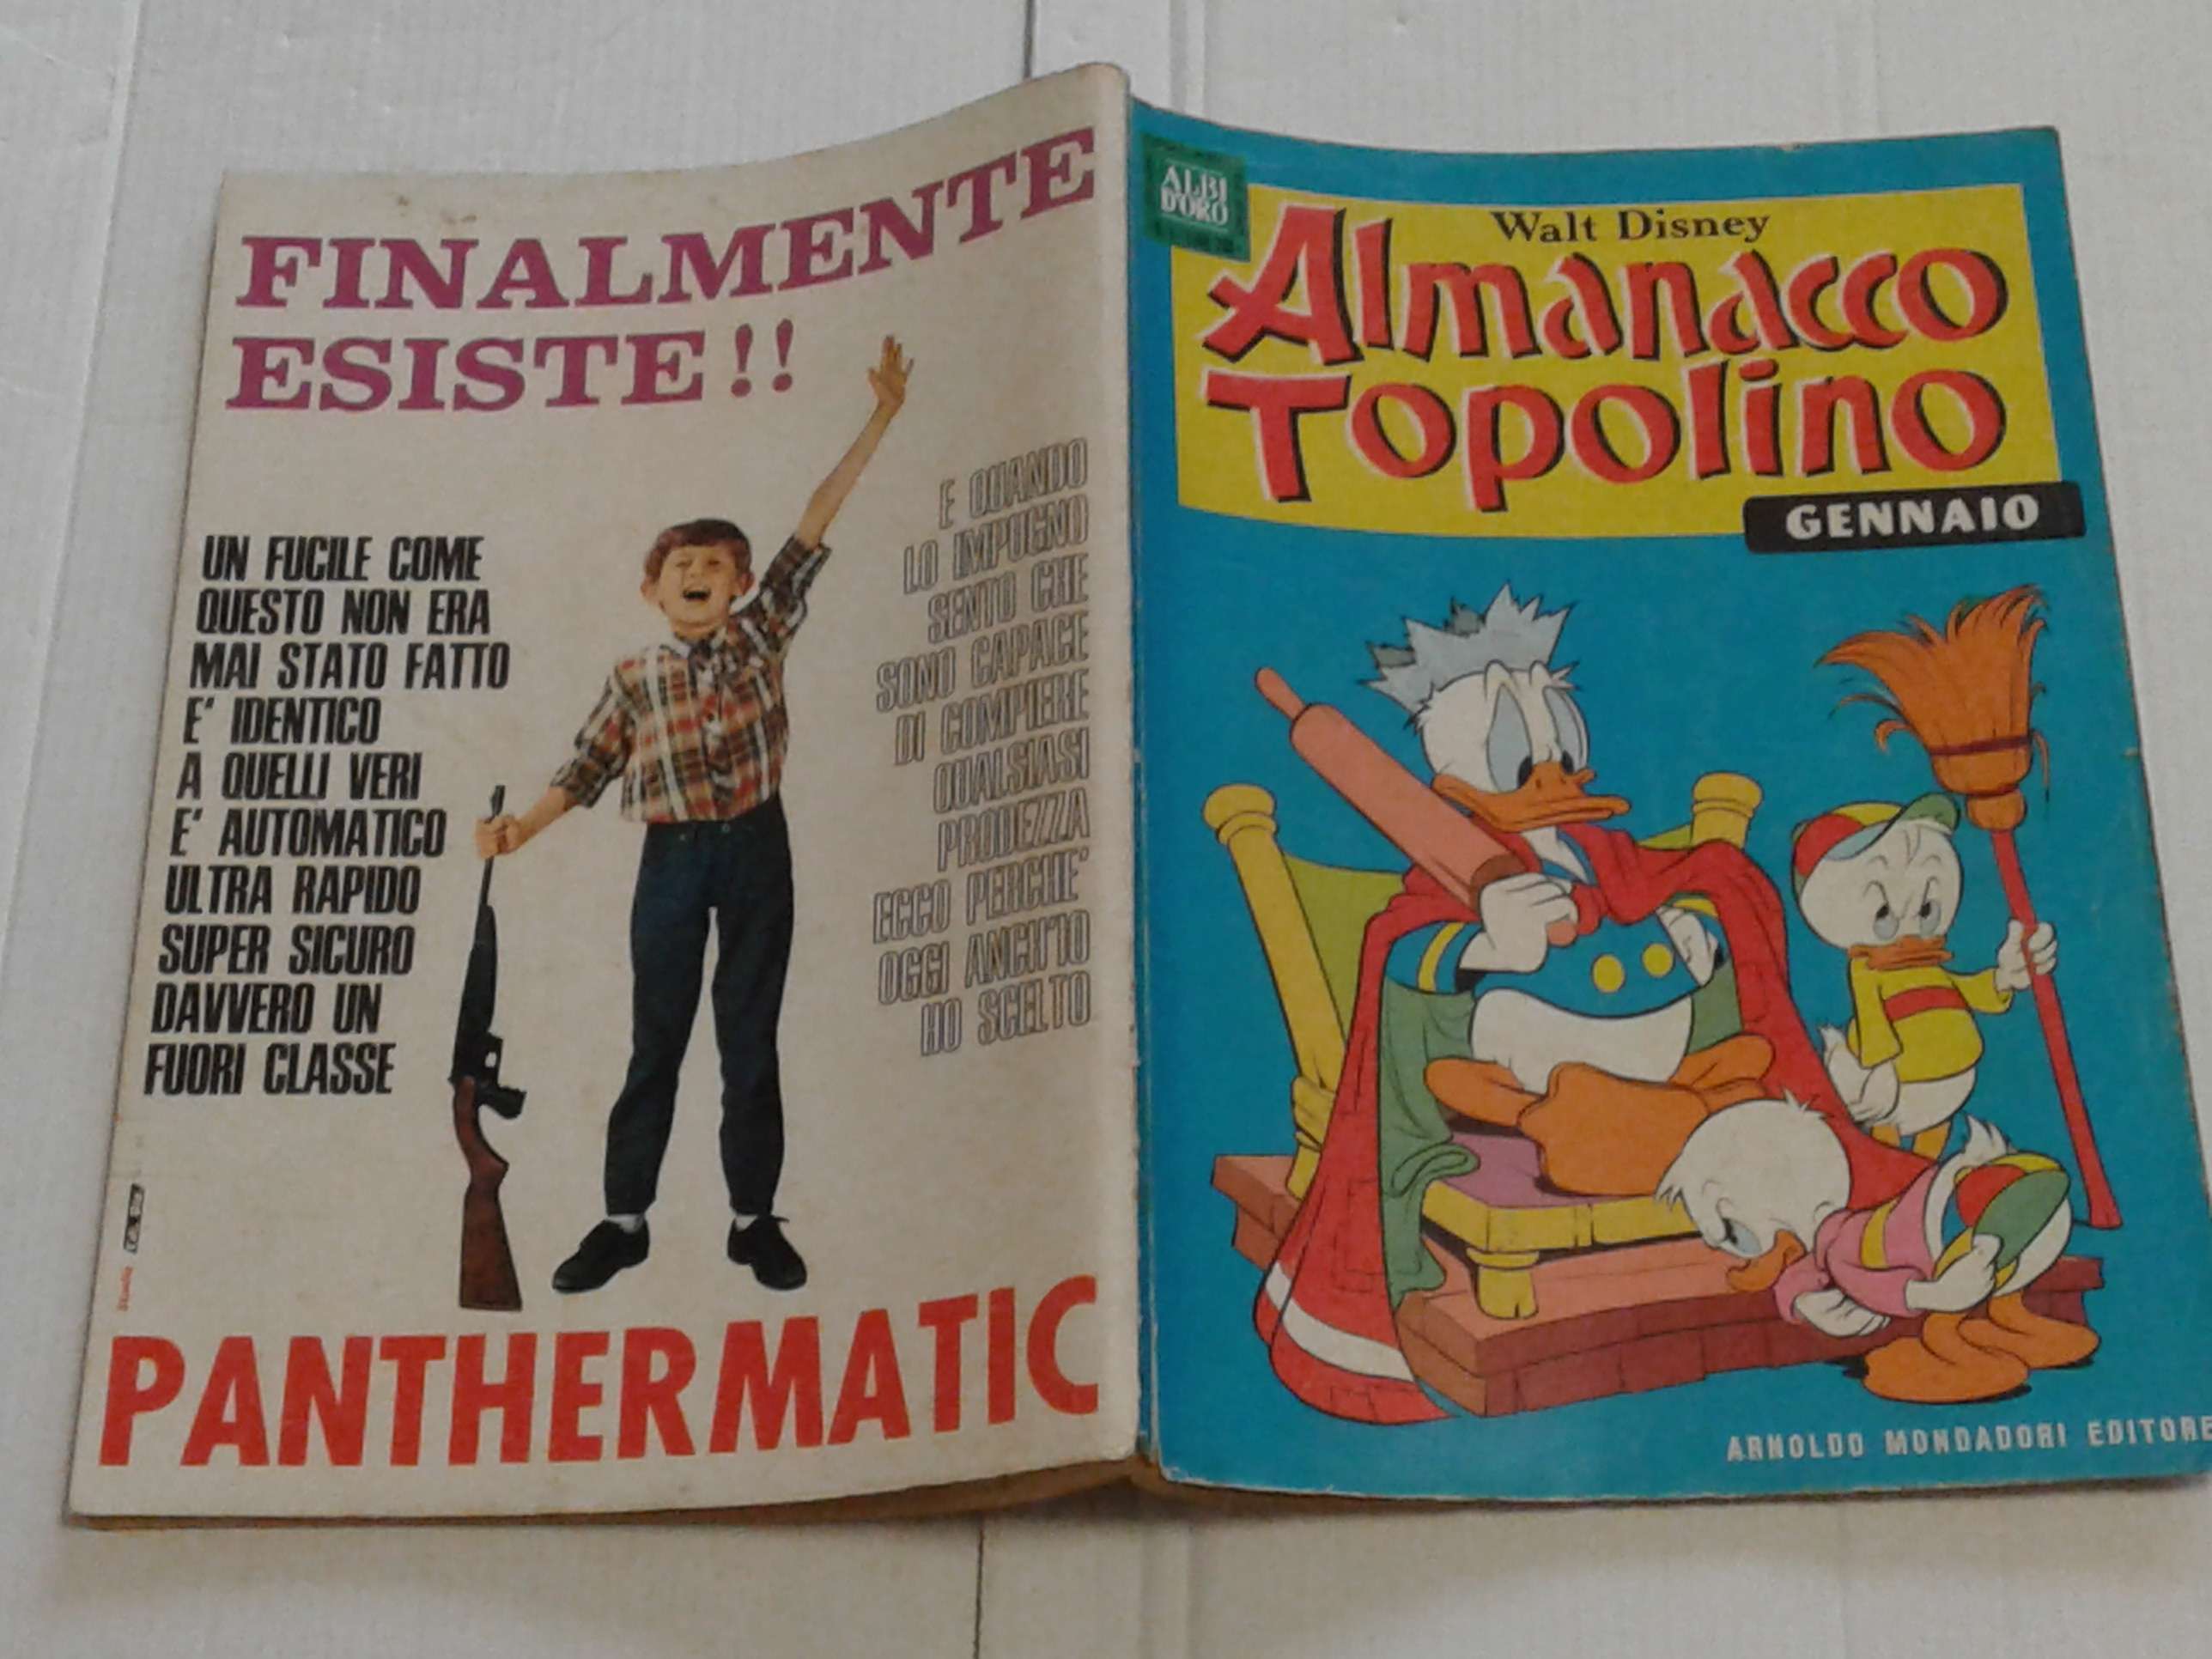 FINALMENTE
ESISTE!!
UN FUCILE COME
QUESTO NON ERA
MAI STATO FATTO
E' IDENTICO
A QUELLI VERI
E' AUTOMATICO
ULTRA RAPIDO
SUPER SICURO
DAVVERO UN
FUORI CLASSE
E QUANDO
LO IMPUGNO
SENTO CHE
SONO CAPACE
DI COMPIERE
QUALSIASI
PRODEZZA
ECCO PERCHE'
OGGI ANCH'IO
HO SCELTO
PANTHERMATIC
Studio
ALBI
D'ORO
Walt Disney
Almanacco
Topolino
GENNAIO
ARNOLDO MONDADORI EDITORE